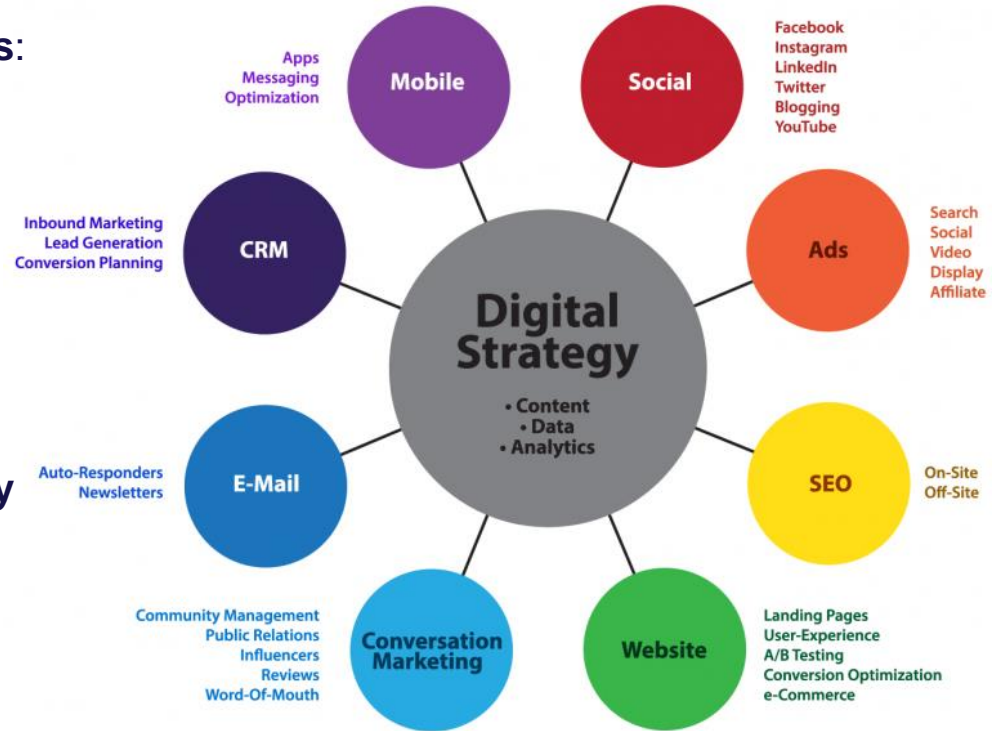 s:
Apps
Messaging
Optimization
Mobile
Social
Facebook
Instagram
LinkedIn
Twitter
Blogging
YouTube
Inbound Marketing
Lead Generation
Conversion Planning
CRM
Ads
Search
Social
Video
Display
Affiliate
Digital
Strategy
• Content
• Data
• Analytics
y
Auto-Responders
Newsletters
E-Mail
SEO
On-Site
Off-Site
Community Management
Public Relations
Influencers
Reviews
Word-Of-Mouth
Conversation
Marketing
Website
Landing Pages
User-Experience
A/B Testing
Conversion Optimization
e-Commerce